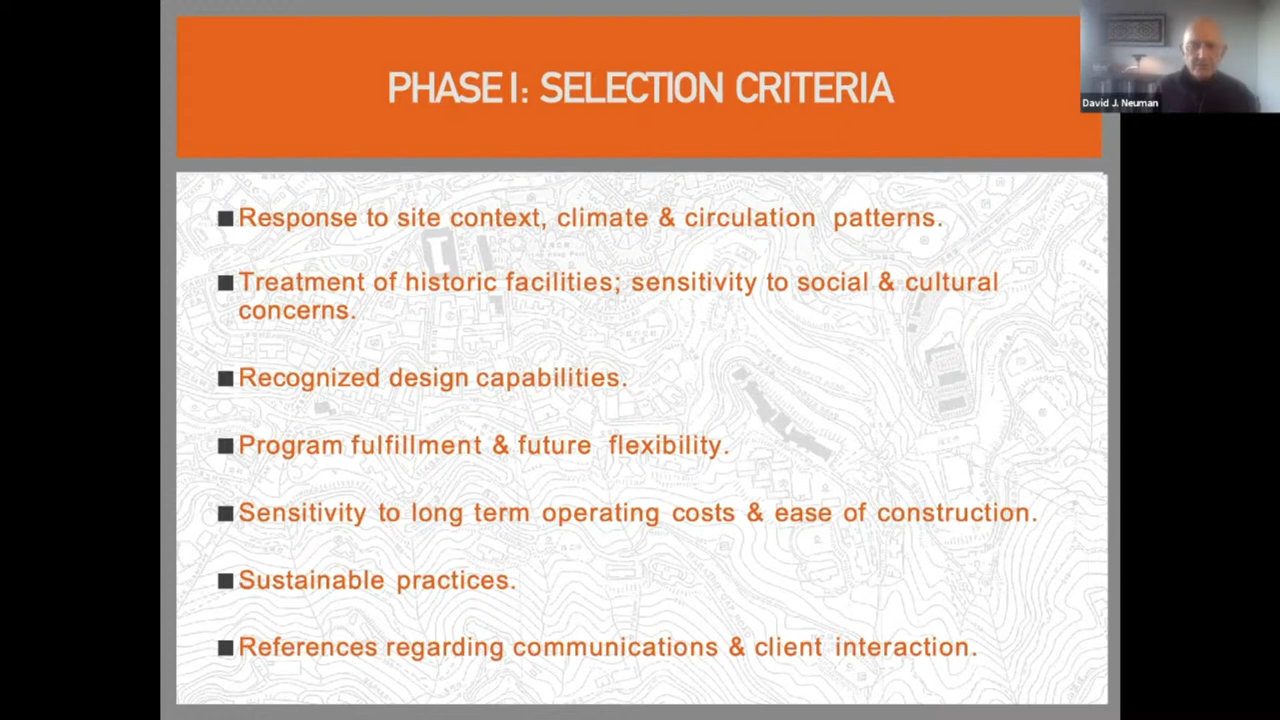 PHASE I: SELECTION CRITERIA
David J. Neuman
■Response to site context, climate & circulation patterns.
■Treatment of historic facilities; sensitivity to social & cultural
concerns.
■Recognized design capabilities.
■Program fulfillment & future flexibility.
■Sensitivity to long term operating costs & ease of construction.
■Sustainable practices.
■References regarding communications & client interaction.